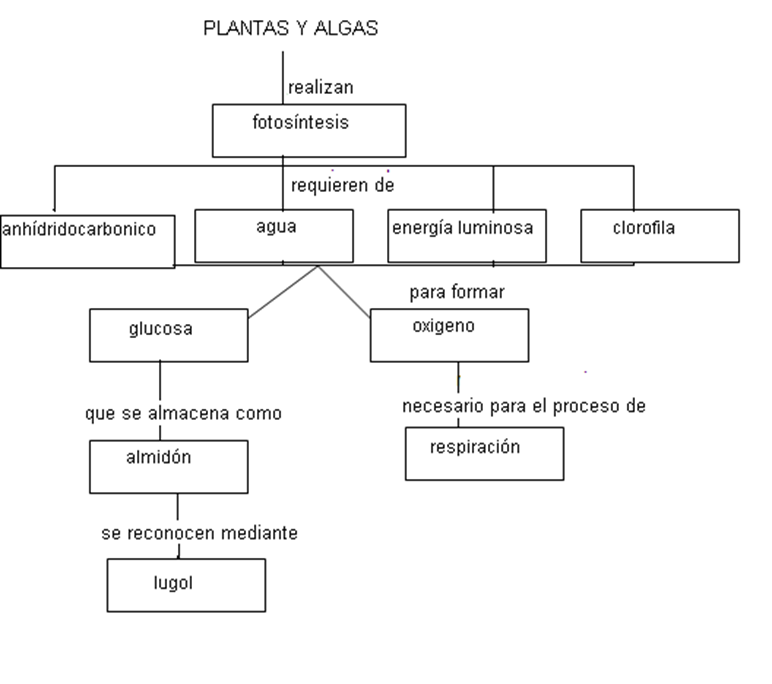 PLANTAS Y ALGAS
realizan
fotosíntesis
requieren de
anhídridocarbonico
agua
energía luminosa
clorofila
para formar
glucosa
oxigeno
que se almacena como
necesario para el proceso de
almidón
respiración
se reconocen mediante
lugol